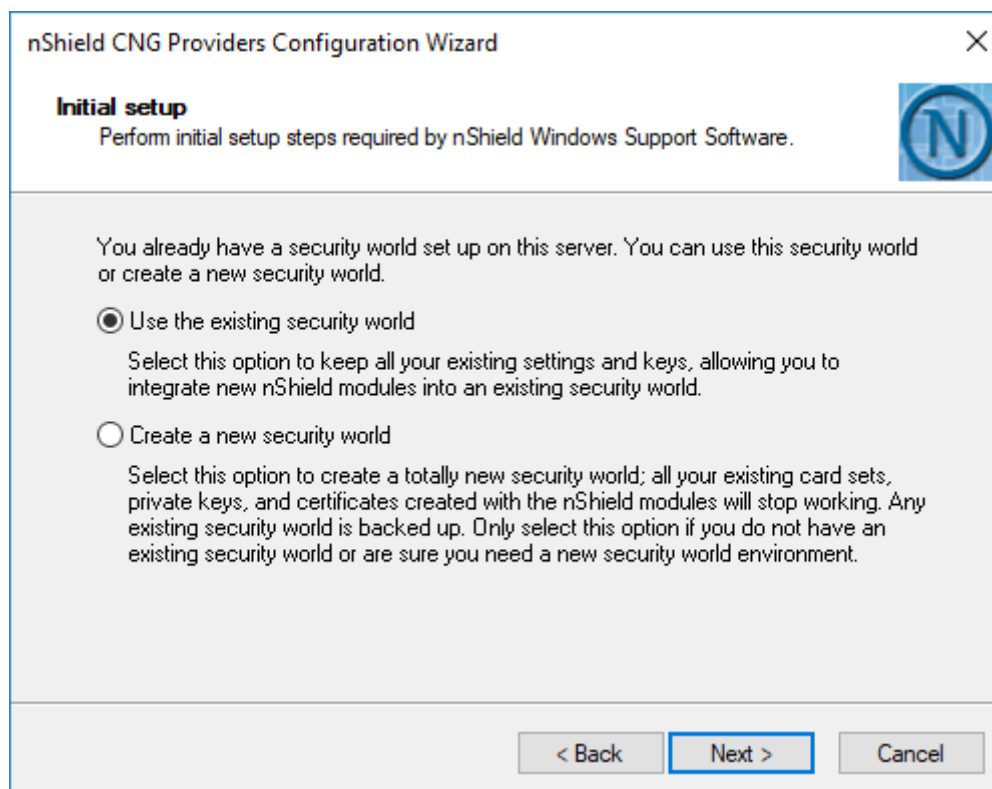 nShield CNG Providers Configuration Wizard
Initial setup
Perform initial setup steps required by nShield Windows Support Software.
N
You already have a security world set up on this server. You can use this security world
or create a new security world.
Use the existing security world
Select this option to keep all your existing settings and keys, allowing you to
integrate new nShield modules into an existing security world.
Create a new security world
Select this option to create a totally new security world; all your existing card sets,
private keys, and certificates created with the nShield modules will stop working. Any
existing security world is backed up. Only select this option if you do not have an
existing security world or are sure you need a new security world environment.
< Back
Next >
Cancel